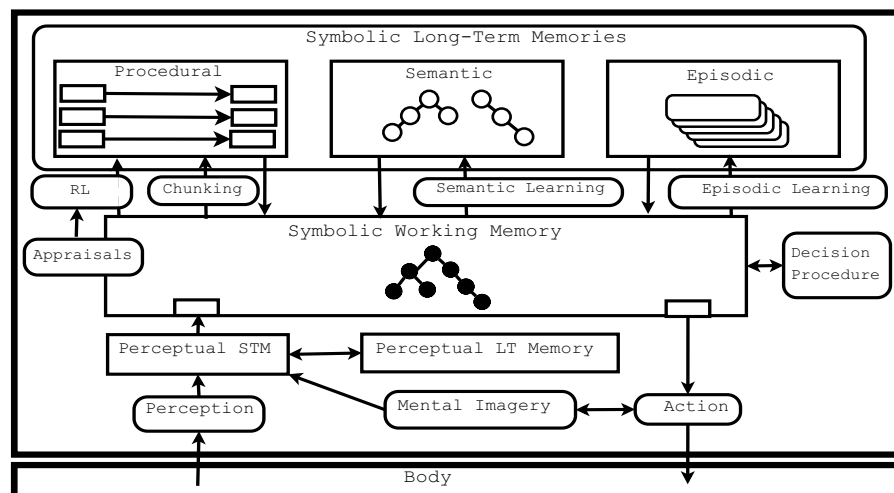 Symbolic Long-Term Memories
Procedural
Semantic
Episodic
RL
Chunking
Semantic Learning
Episodic Learning
Appraisals
Symbolic Working Memory
Decision
Procedure
Perceptual STM
Perceptual LT Memory
Perception
Mental Imagery
Action
Body